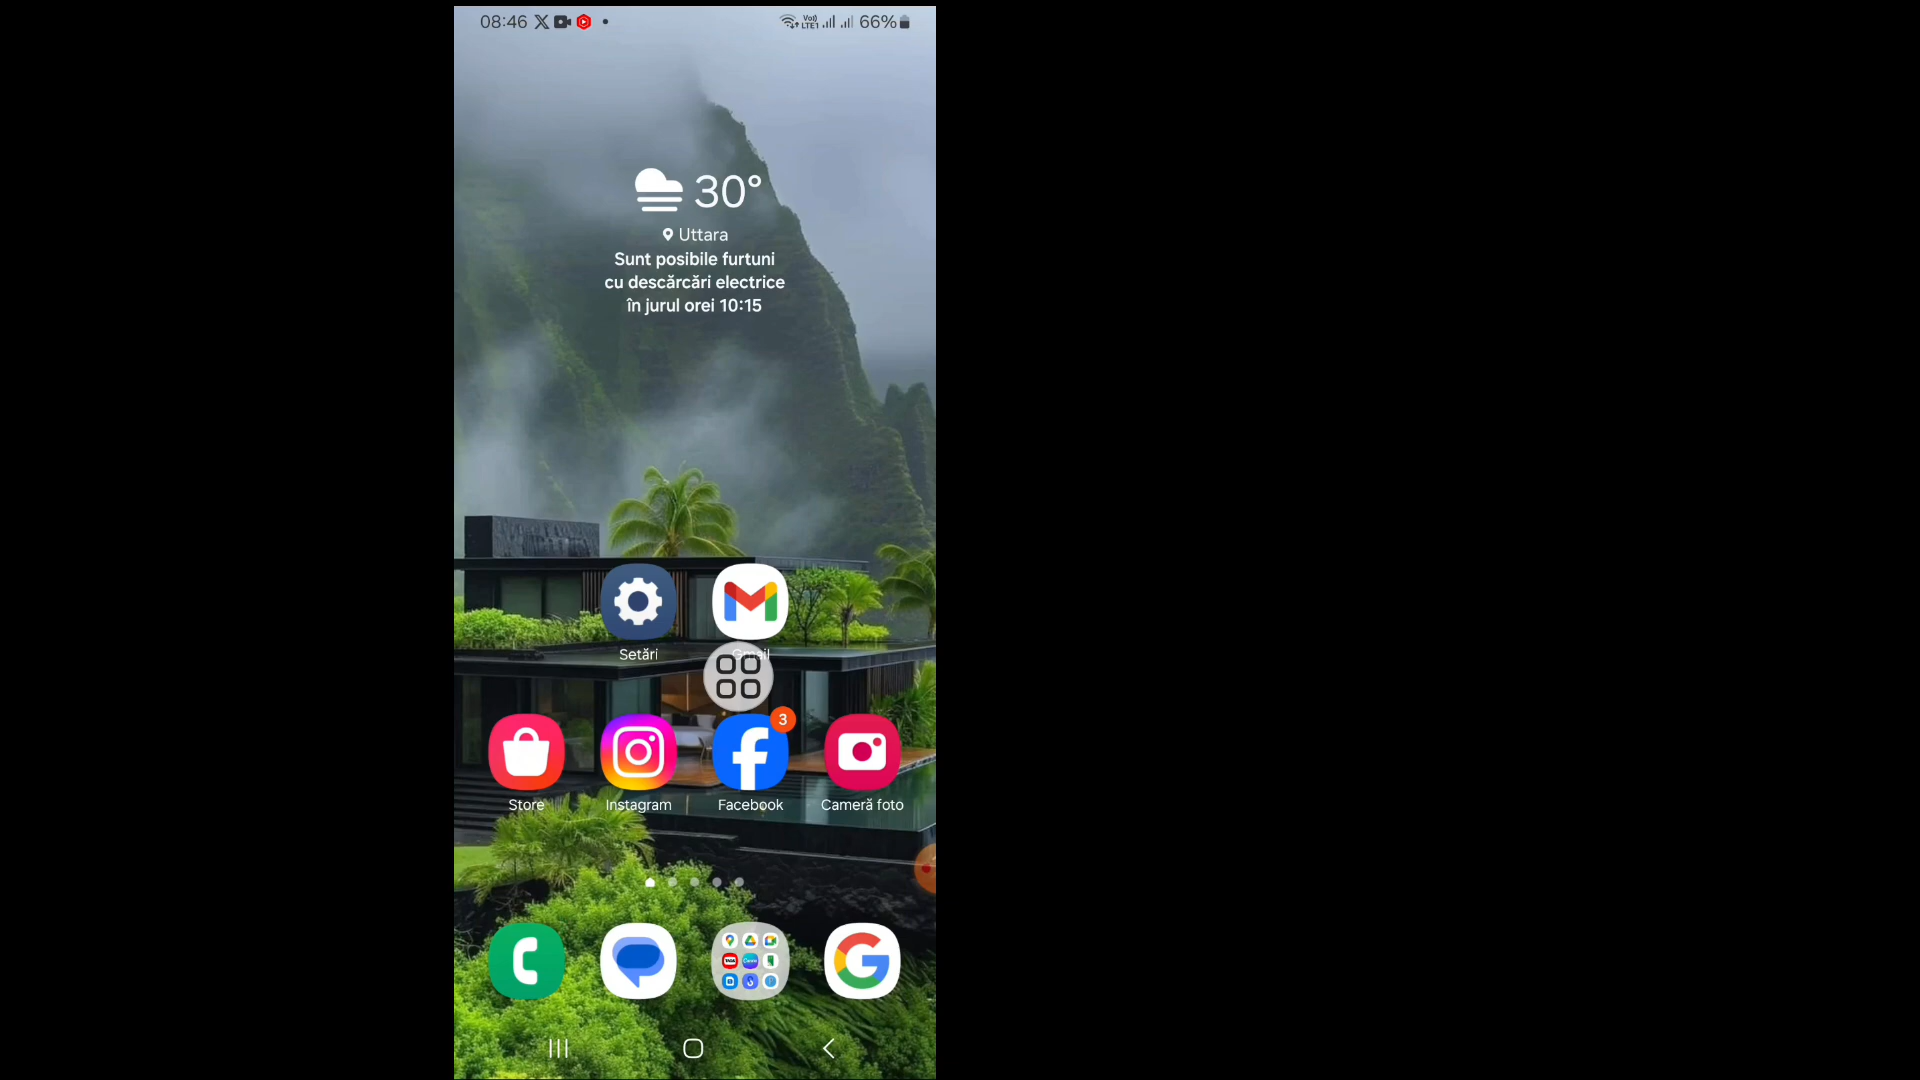 08:46
66%
30°
Uttara
Sunt posibile furtuni
cu descărcări electrice
în jurul orei 10:15
Setări
Gmail
3
Store
Instagram
Facebook
Cameră foto